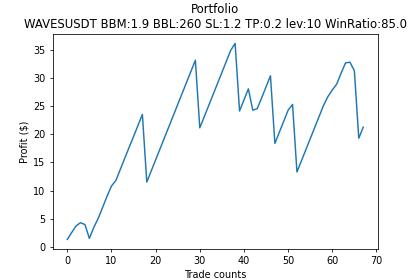 Portfolio
WAVESUSDT BBM:1.9 BBL:260 SL:1.2 TP:0.2 lev:10 WinRatio:85.0
Profit ($)
35
30
25
20
15
10
5
0
0 10 20 30 40 50 60 70
Trade counts